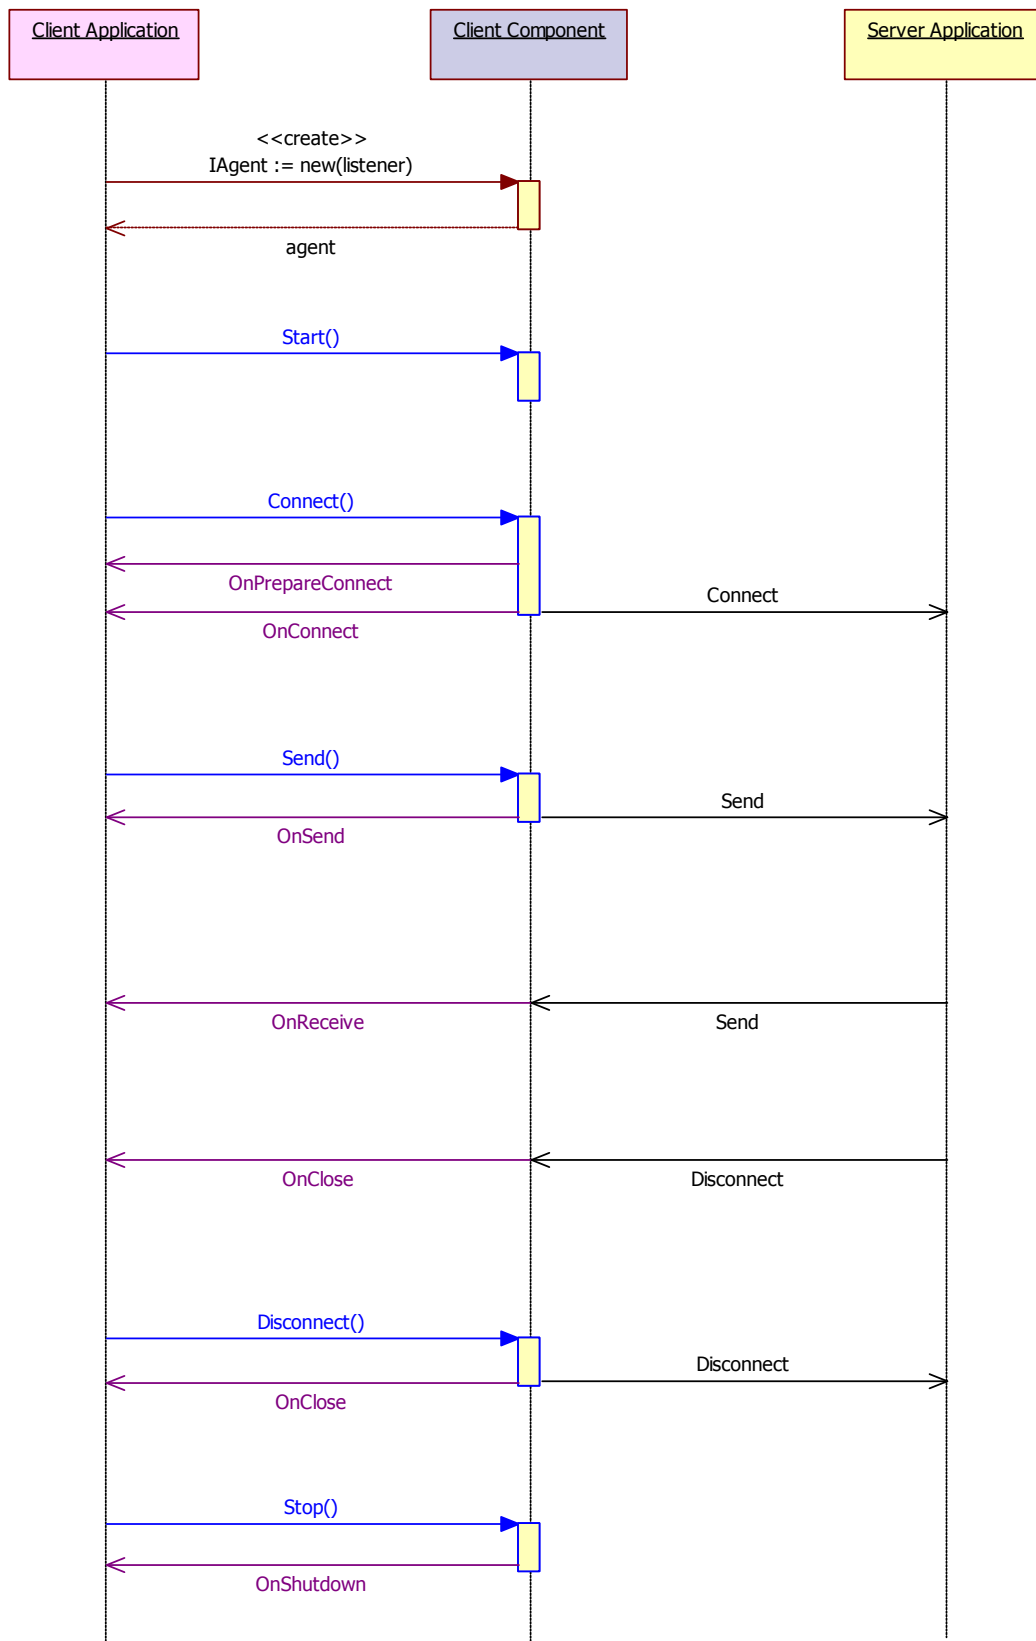 Client Application
Client Component
Server Application
<<create>>
IAgent := new(listener)
agent
Start()
Connect()
OnPrepareConnect
Connect
OnConnect
Send()
Send
OnSend
OnReceive
Send
OnClose
Disconnect
Disconnect()
Disconnect
OnClose
Stop()
OnShutdown